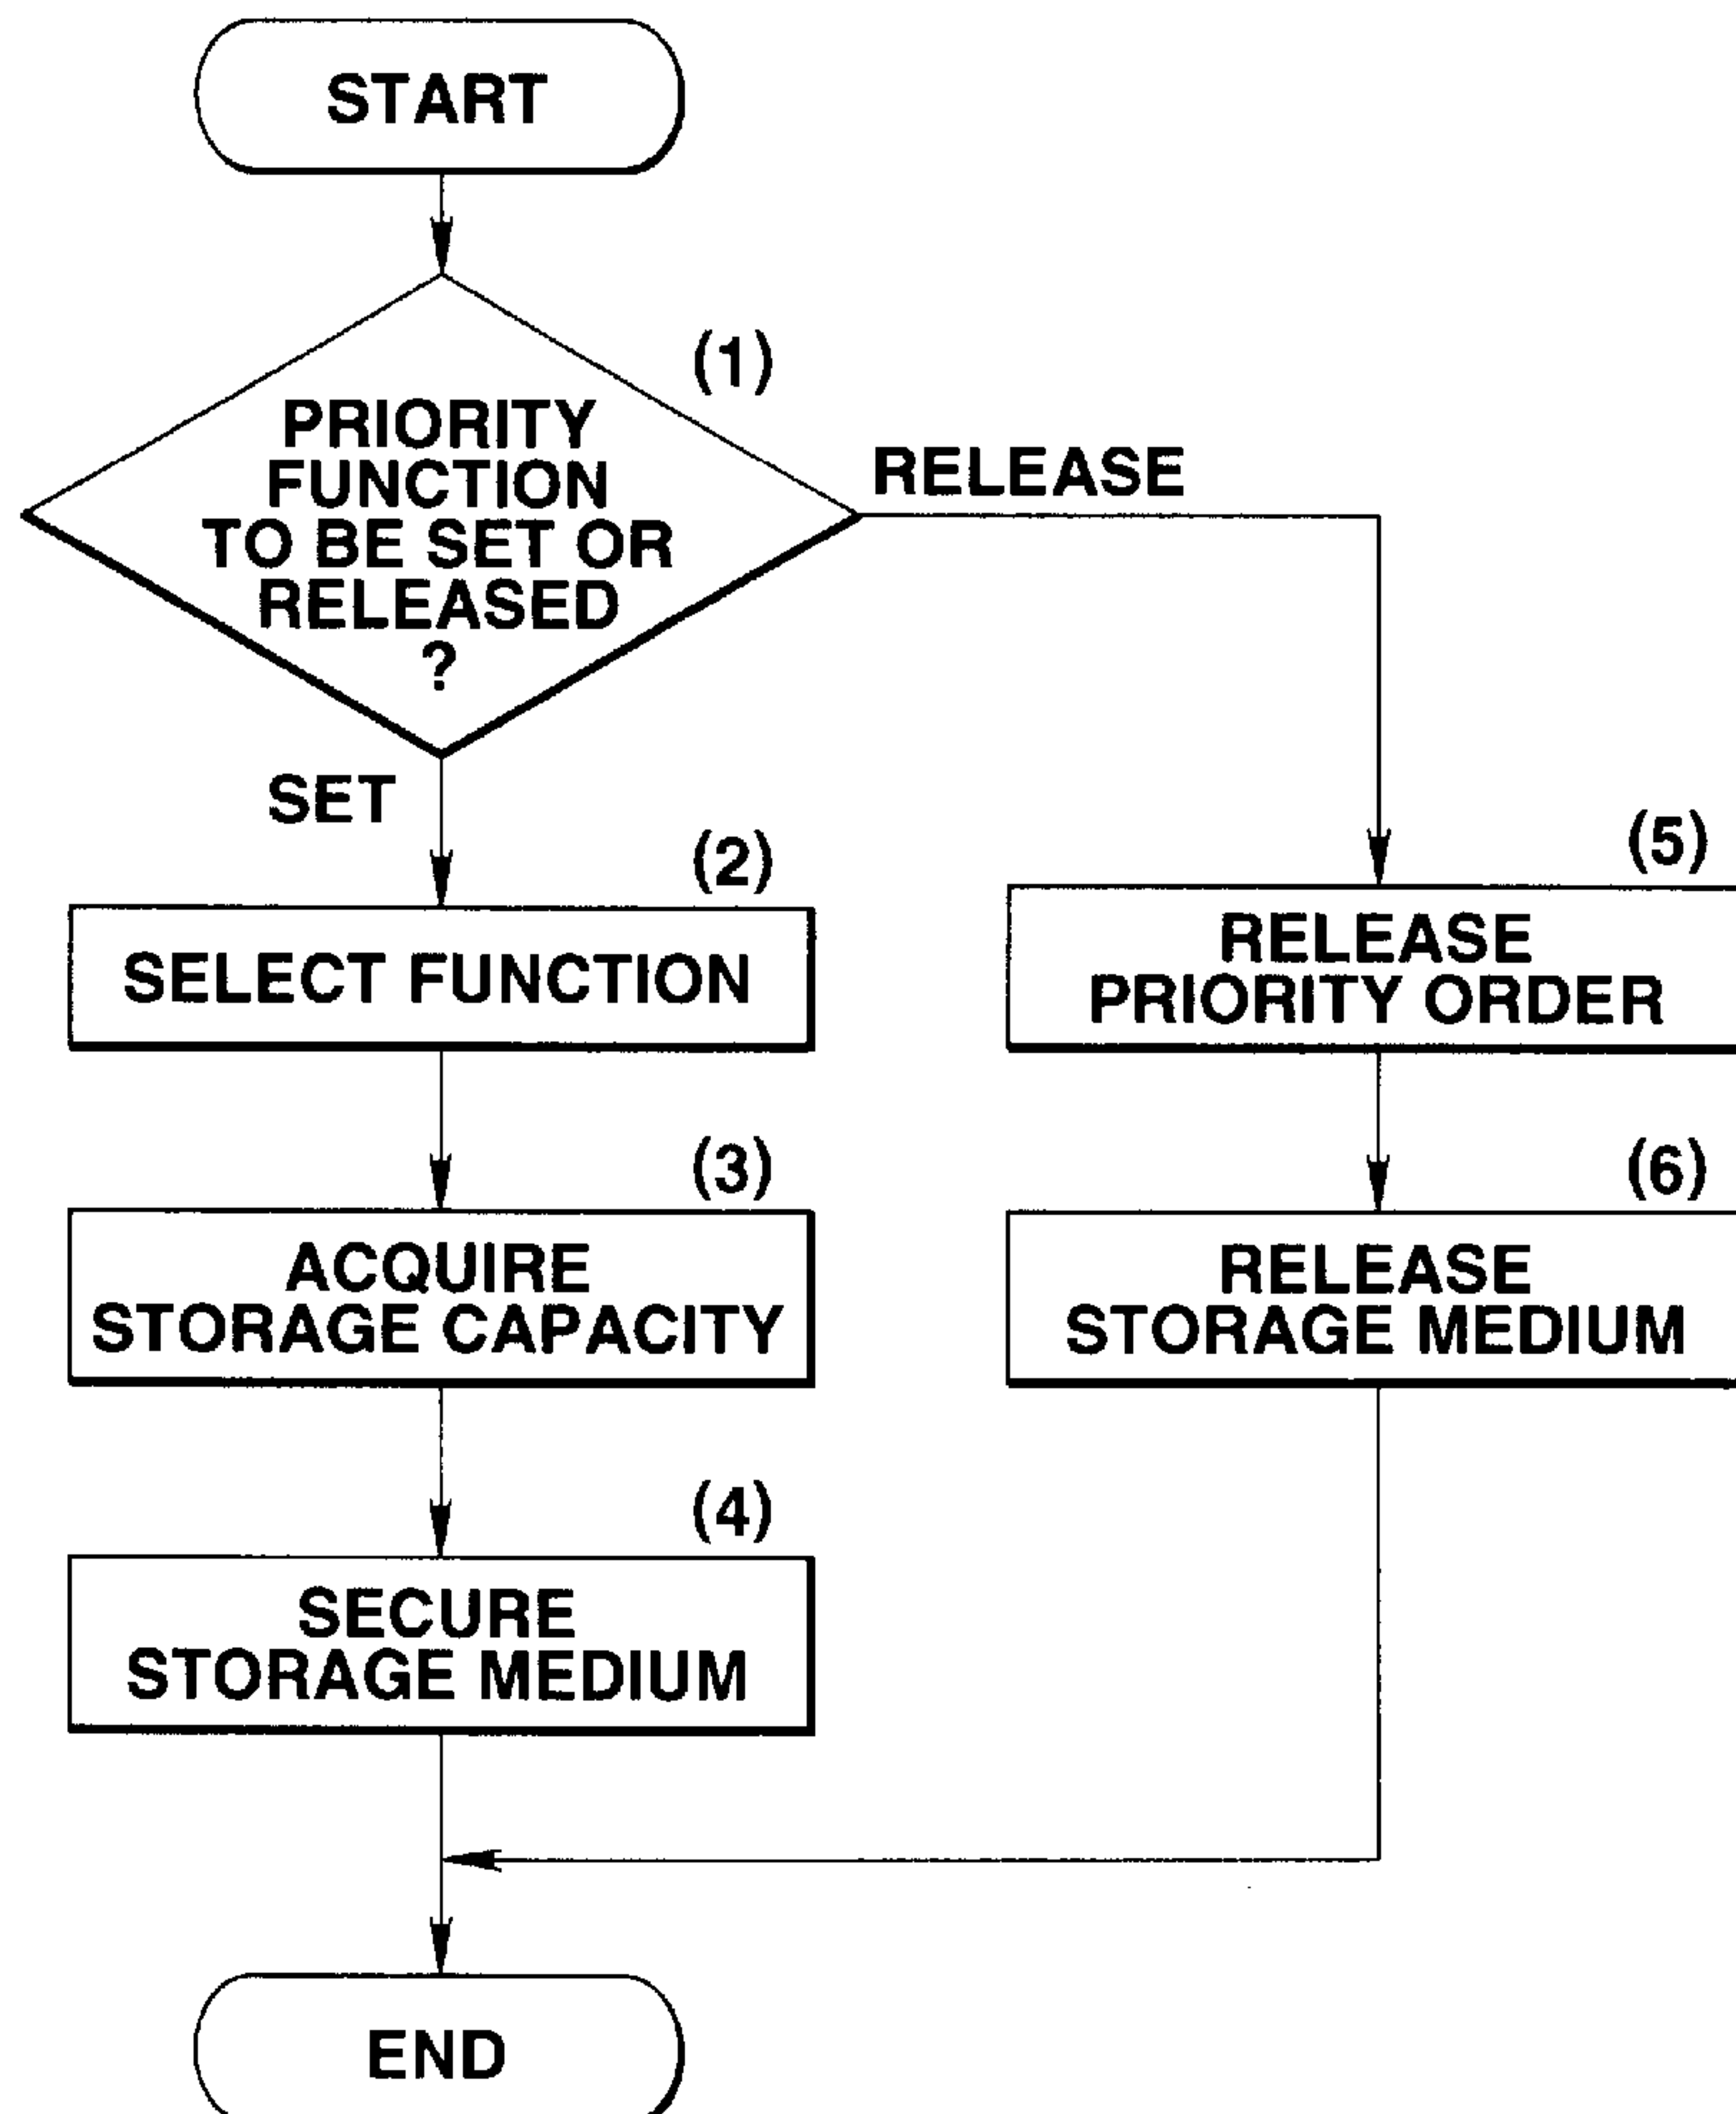 START
(1)
PRIORITY
FUNCTION
TO BE SET OR
RELEASED
?
RELEASE
SET
(2)
SELECT FUNCTION
(3)
ACQUIRE
STORAGE CAPACITY
(4)
SECURE
STORAGE MEDIUM
(5)
RELEASE
PRIORITY ORDER
(6)
RELEASE
STORAGE MEDIUM
END